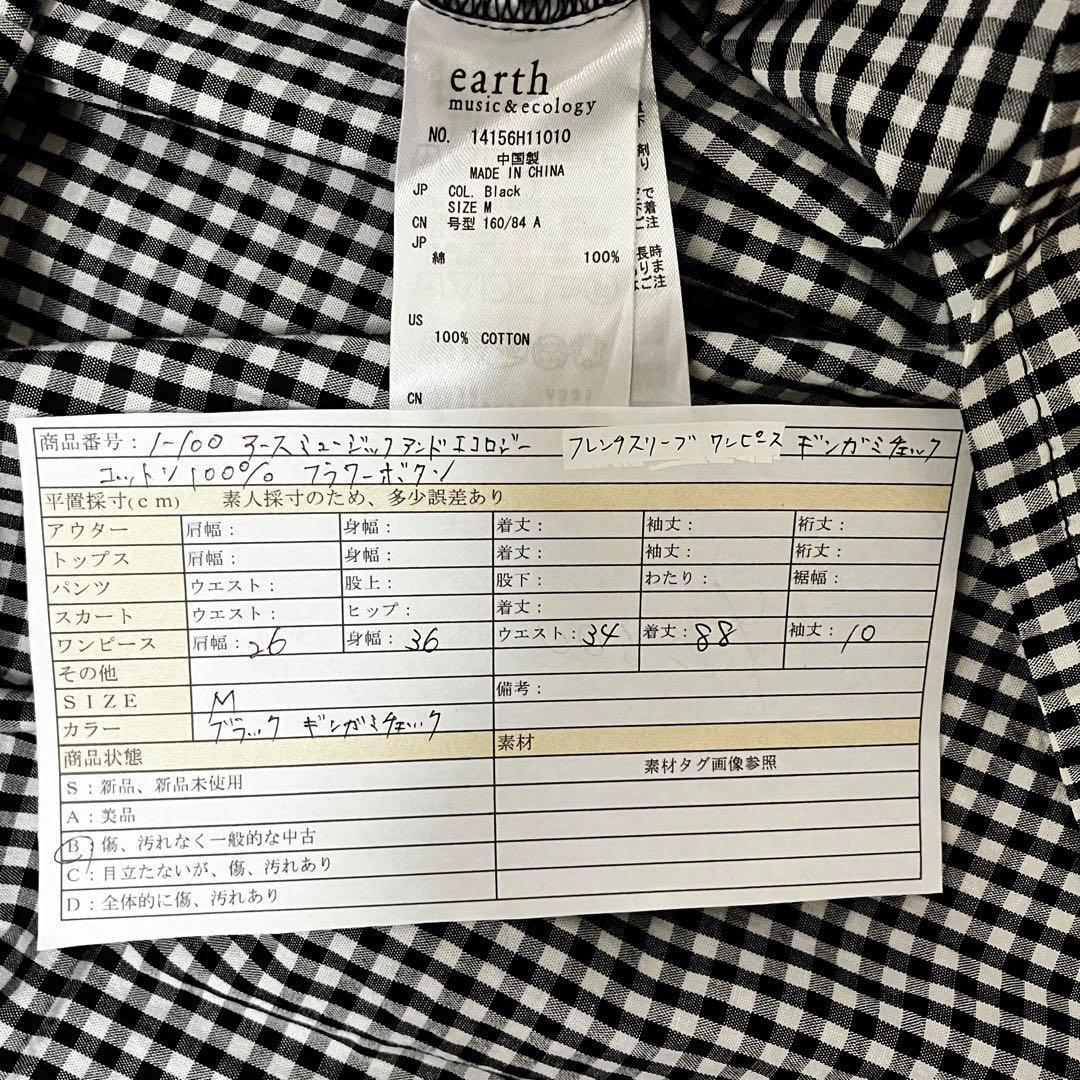 earth
music&ecology
NO. 14156H11010
中国製
MADE IN CHINA
JP COL. Black
SIZE M
CN 号型 160/84 A
JP
綿 100%
US
100% COTTON
CN
商品番号：1-100 アースミュージックアンドエコロジー フレンチスリーブ ワンピース ギンガムチェック
コットン100% フラワーボタン
平置採寸(cm) 素人採寸のため、多少誤差あり
アウター 肩幅： 身幅： 着丈： 袖丈： 裄丈：
トップス 肩幅： 身幅： 着丈： 袖丈： 裄丈：
パンツ ウエスト： 股上： 股下： わたり： 裾幅：
スカート ウエスト： ヒップ： 着丈：
ワンピース 肩幅：26 身幅：36 ウエスト：34 着丈：88 袖丈：10
その他
SIZE M 備考：
カラー ブラック ギンガムチェック
商品状態 素材
S：新品、新品未使用 素材タグ画像参照
A：美品
B：傷、汚れなく一般的な中古
C：目立たないが、傷、汚れあり
D：全体的に傷、汚れあり